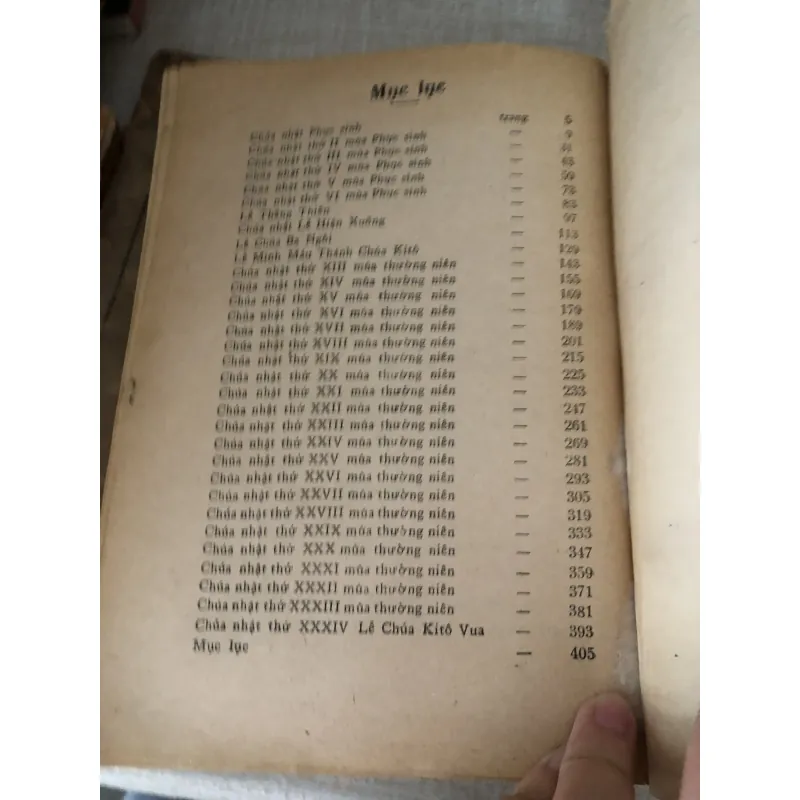 Mục lục
Chúa nhật Phục sinh trang 5
Chúa nhật thứ II mùa Phục sinh — 9
Chúa nhật thứ III mùa Phục sinh —
Chúa nhật thứ IV mùa Phục sinh —
Chúa nhật thứ V mùa Phục sinh — 59
Chúa nhật thứ VI mùa Phục sinh — 73
Lễ Thăng Thiên — 83
Chúa nhật Lễ Hiện Xuống — 97
Lễ Chúa Ba Ngôi — 113
Lễ Mình Máu Thánh Chúa Kitô — 129
Chúa nhật thứ XIII mùa thường niên — 143
Chúa nhật thứ XIV mùa thường niên — 155
Chúa nhật thứ XV mùa thường niên — 169
Chúa nhật thứ XVI mùa thường niên — 179
Chúa nhật thứ XVII mùa thường niên — 189
Chúa nhật thứ XVIII mùa thường niên — 201
Chúa nhật thứ XIX mùa thường niên — 215
Chúa nhật thứ XX mùa thường niên — 225
Chúa nhật thứ XXI mùa thường niên — 233
Chúa nhật thứ XXII mùa thường niên — 247
Chúa nhật thứ XXIII mùa thường niên — 261
Chúa nhật thứ XXIV mùa thường niên — 269
Chúa nhật thứ XXV mùa thường niên — 281
Chúa nhật thứ XXVI mùa thường niên — 293
Chúa nhật thứ XXVII mùa thường niên — 305
Chúa nhật thứ XXVIII mùa thường niên — 319
Chúa nhật thứ XXIX mùa thường niên — 333
Chúa nhật thứ XXX mùa thường niên — 347
Chúa nhật thứ XXXI mùa thường niên — 359
Chúa nhật thứ XXXII mùa thường niên — 371
Chúa nhật thứ XXXIII mùa thường niên — 381
Chúa nhật thứ XXXIV Lễ Chúa Kitô Vua — 393
Mục lục — 405